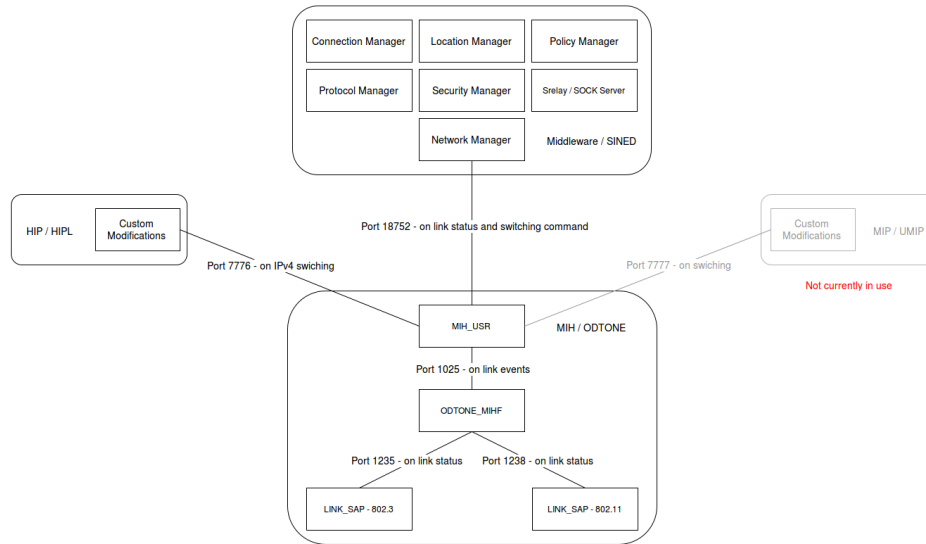 Connection Manager
Location Manager
Policy Manager
Protocol Manager
Security Manager
Srelay / SOCK Server
Network Manager
Middleware / SINED
HIP / HIPL
Custom
Modifications
Port 18752 - on link status and switching command
Custom
Modifications
MIP / UMIP
Port 7776 - on IPv4 swiching
Port 7777 - on swiching
Not currently in use
MIH_USR
MIH / ODTONE
Port 1025 - on link events
ODTONE_MIHF
Port 1235 - on link status
Port 1238 - on link status
LINK_SAP - 802.3
LINK_SAP - 802.11